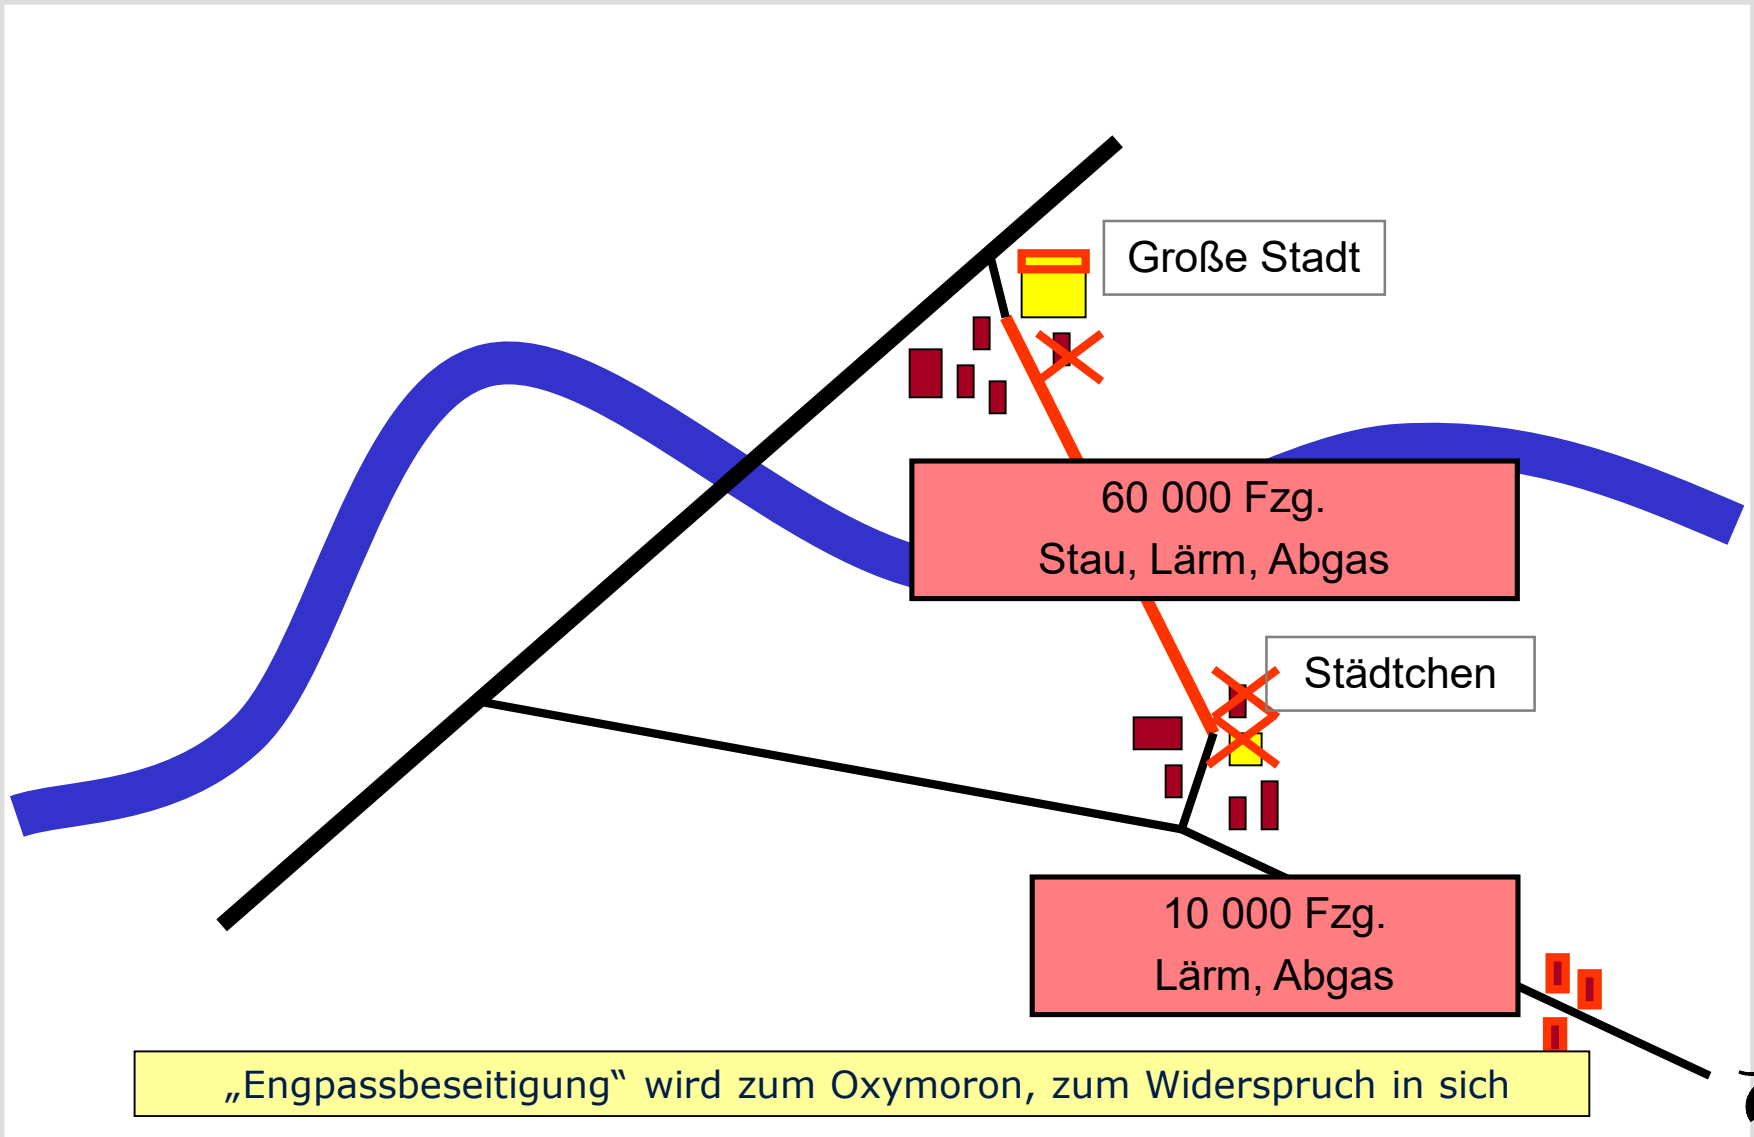 Große Stadt
60 000 Fzg.
Stau, Lärm, Abgas
Städtchen
10 000 Fzg.
Lärm, Abgas
„Engpassbeseitigung“ wird zum Oxymoron, zum Widerspruch in sich